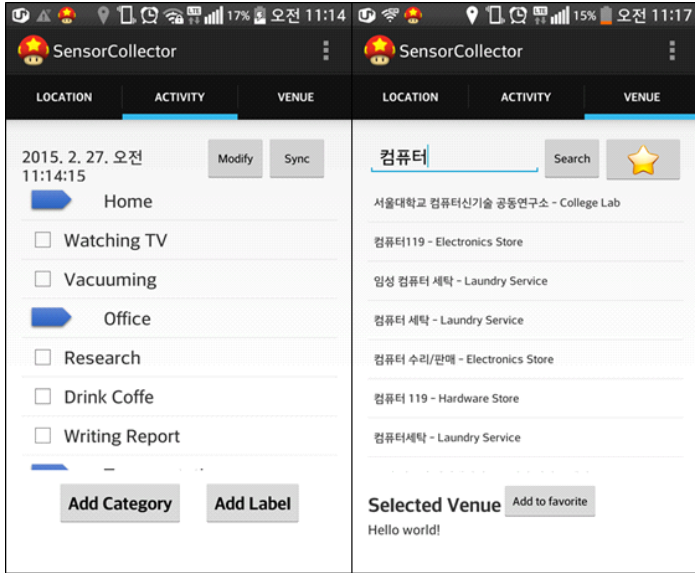 17% 오전 11:14
SensorCollector
LOCATION ACTIVITY VENUE
2015. 2. 27. 오전
11:14:15
Modify Sync
Home
Watching TV
Vacuuming
Office
Research
Drink Coffe
Writing Report
Add Category Add Label
LTE 15% 오전 11:17
SensorCollector
LOCATION ACTIVITY VENUE
컴퓨터 Search
서울대학교 컴퓨터신기술 공동연구소 - College Lab
컴퓨터119 - Electronics Store
임성 컴퓨터 세탁 - Laundry Service
컴퓨터 세탁 - Laundry Service
컴퓨터 수리/판매 - Electronics Store
컴퓨터 119 - Hardware Store
컴퓨터세탁 - Laundry Service
Selected Venue Add to favorite
Hello world!